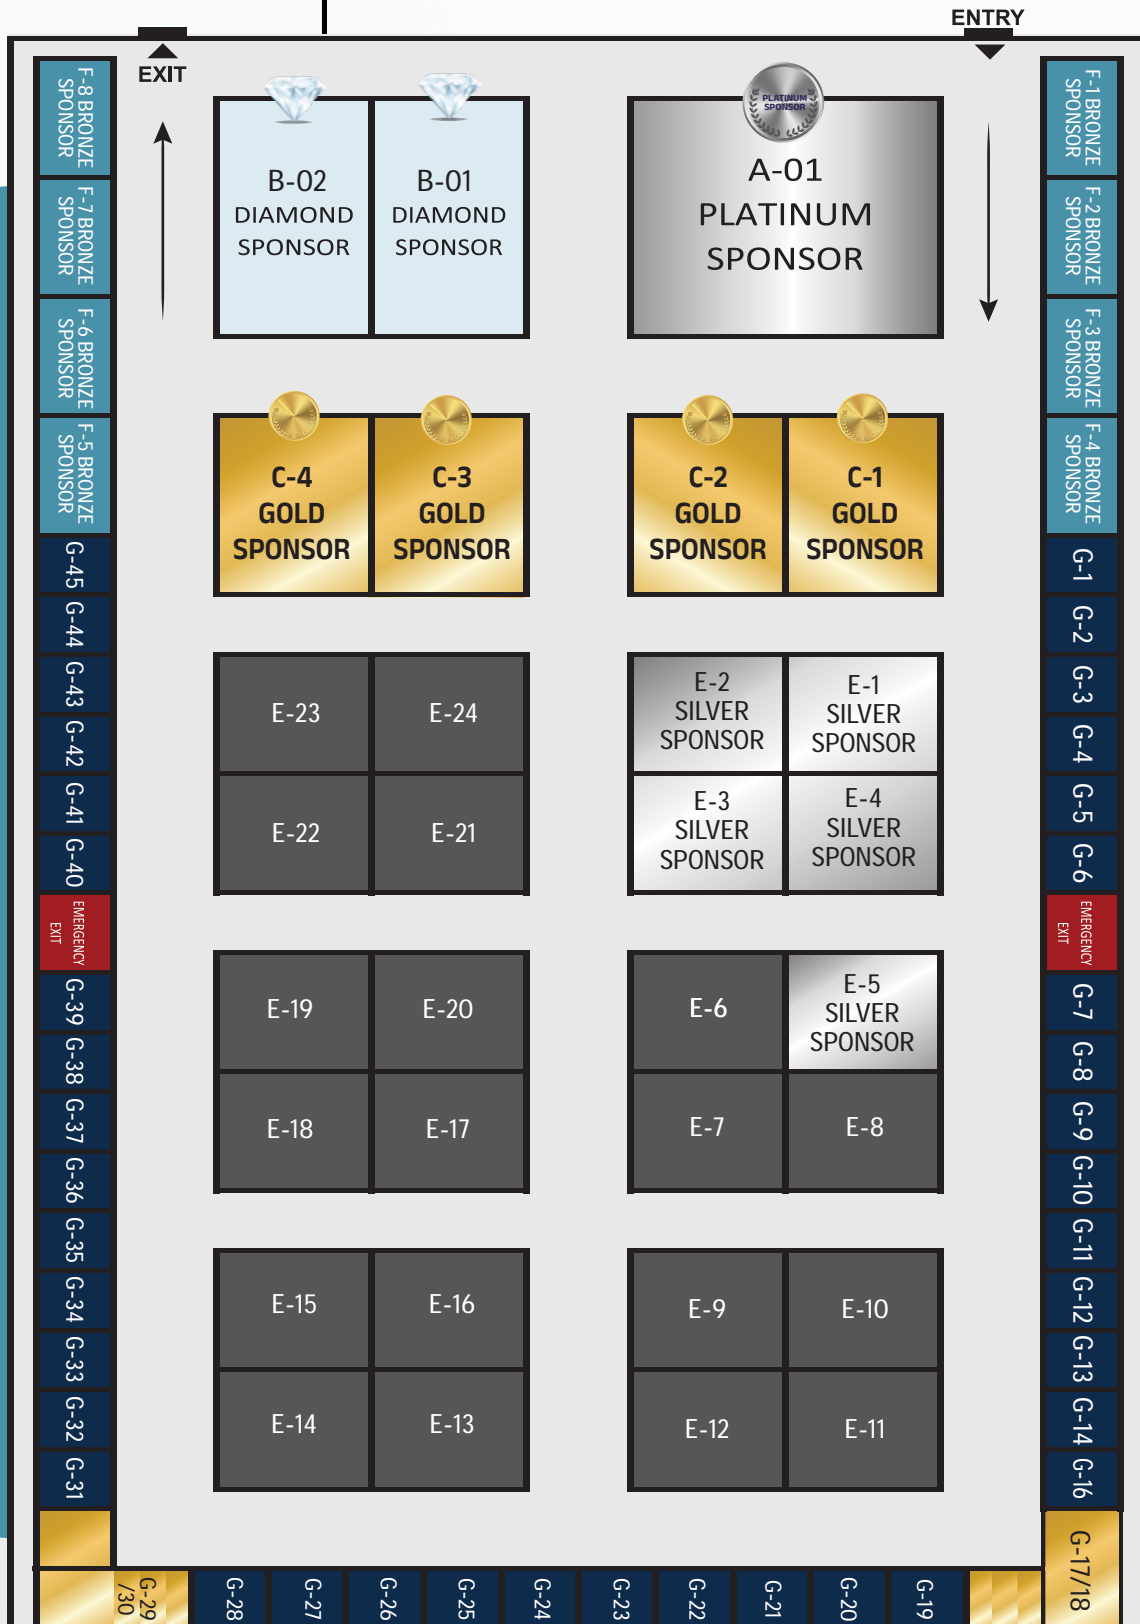 ENTRY
EXIT
PLATINUM
SPONSOR
A-01
PLATINUM
SPONSOR
B-02
DIAMOND
SPONSOR
B-01
DIAMOND
SPONSOR
F-8 BRONZE
SPONSOR
F-7 BRONZE
SPONSOR
F-6 BRONZE
SPONSOR
F-5 BRONZE
SPONSOR
F-1 BRONZE
SPONSOR
F-2 BRONZE
SPONSOR
F-3 BRONZE
SPONSOR
F-4 BRONZE
SPONSOR
C-4
GOLD
SPONSOR
C-3
GOLD
SPONSOR
C-2
GOLD
SPONSOR
C-1
GOLD
SPONSOR
G-45
G-44
G-43
G-42
G-41
G-40
EMERGENCY
EXIT
G-39
G-38
G-37
G-36
G-35
G-34
G-33
G-32
G-31
E-23
E-24
E-22
E-21
E-2
SILVER
SPONSOR
E-1
SILVER
SPONSOR
E-3
SILVER
SPONSOR
E-4
SILVER
SPONSOR
E-19
E-20
E-18
E-17
E-6
E-5
SILVER
SPONSOR
E-7
E-8
E-15
E-16
E-14
E-13
E-9
E-10
E-12
E-11
G-1
G-2
G-3
G-4
G-5
G-6
EMERGENCY
EXIT
G-7
G-8
G-9
G-10
G-11
G-12
G-13
G-14
G-16
G-17/18
G-29
/30
G-28
G-27
G-26
G-25
G-24
G-23
G-22
G-21
G-20
G-19